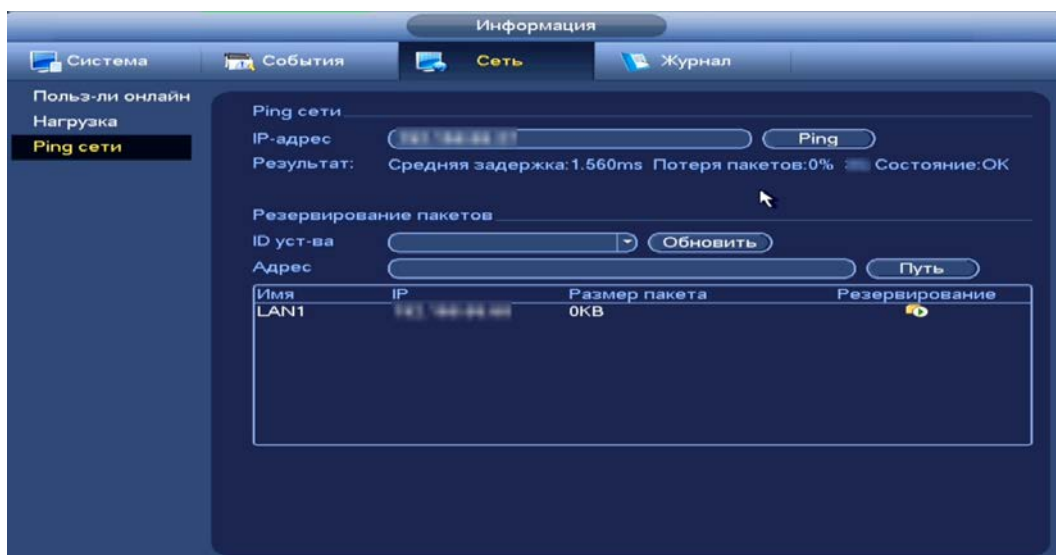 Информация
Система События Сеть Журнал
Польз-ли онлайн
Нагрузка
Ping сети
Ping сети
IP-адрес Ping
Результат: Средняя задержка:1.560ms Потеря пакетов:0% Состояние:OK
Резервирование пакетов
ID уст-ва Обновить
Адрес Путь
Имя IP Размер пакета Резервирование
LAN1 0KB